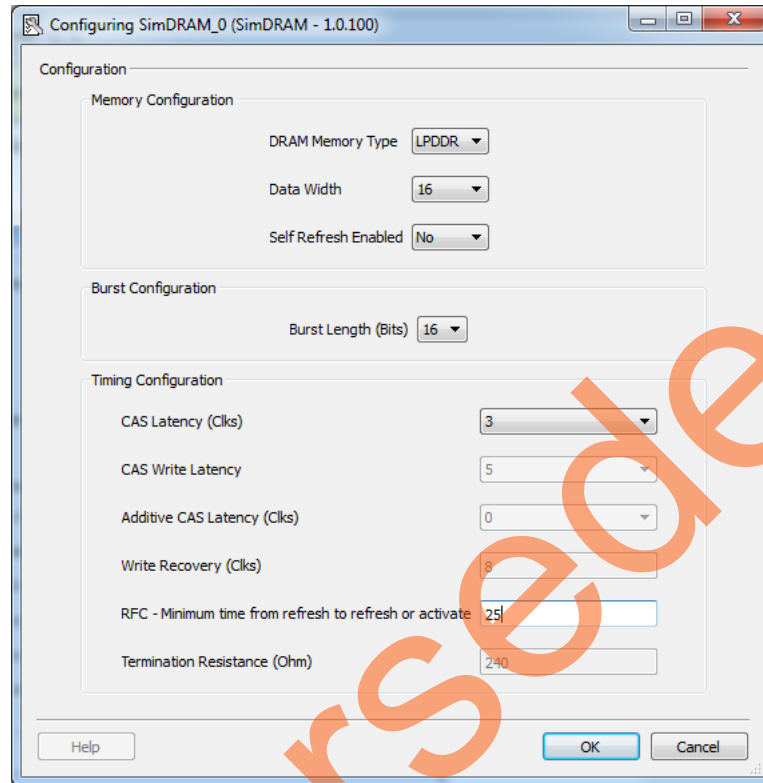 Configuring SimDRAM_0 (SimDRAM - 1.0.100)
Configuration
Memory Configuration
DRAM Memory Type LPDDR
Data Width 16
Self Refresh Enabled No
Burst Configuration
Burst Length (Bits) 16
Timing Configuration
CAS Latency (Clks) 3
CAS Write Latency 5
Additive CAS Latency (Clks) 0
Write Recovery (Clks) 8
RFC - Minimum time from refresh to refresh or activate 25
Termination Resistance (Ohm) 240
Help OK Cancel
rsede